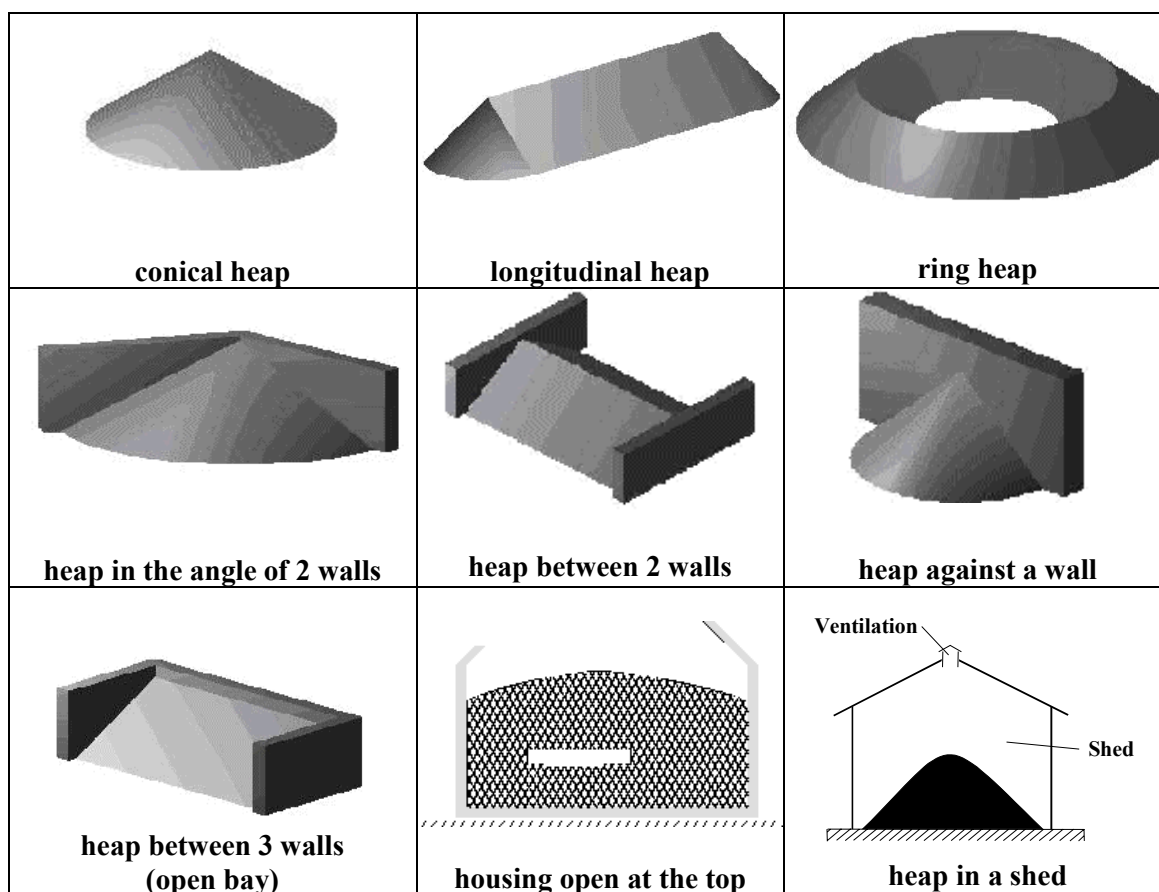 conical heap
longitudinal heap
ring heap
heap in the angle of 2 walls
heap between 2 walls
heap against a wall
heap between 3 walls
(open bay)
housing open at the top
Ventilation
Shed
heap in a shed